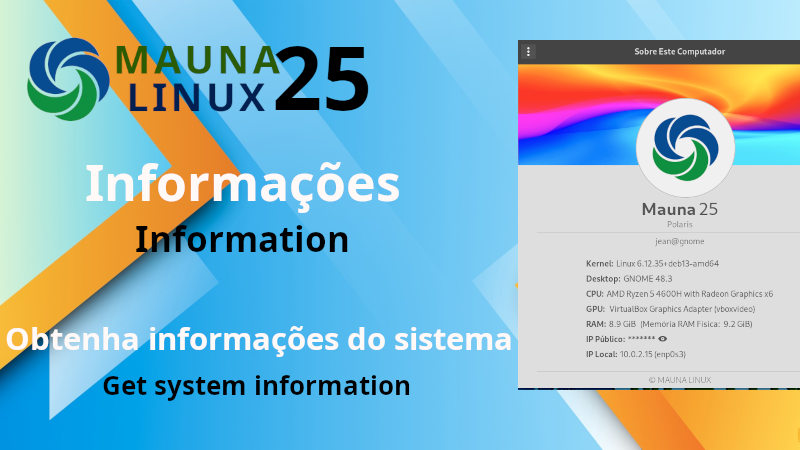 MAUNA
LINUX 25
Informações
Information
Obtenha informações do sistema
Get system information
Sobre Este Computador
Mauna 25
Polaris
jean@gnome
Kernel: Linux 6.12.35+deb13-amd64
Desktop: GNOME 48.3
CPU: AMD Ryzen 5 4600H with Radeon Graphics x6
GPU: VirtualBox Graphics Adapter (vboxvideo)
RAM: 8.9 GiB (Memória RAM Física: 9.2 GiB)
IP Público: *******
IP Local: 10.0.2.15 (enp0s3)
© MAUNA LINUX